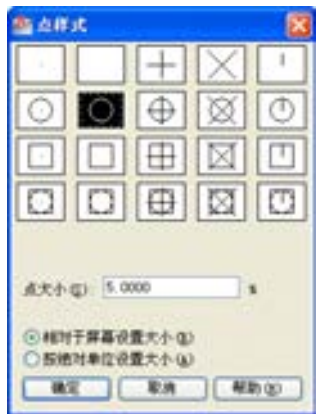 点样式
点大小(S): 5.0000 %
相对于屏幕设置大小(R)
按绝对单位设置大小(A)
确定 取消 帮助(H)